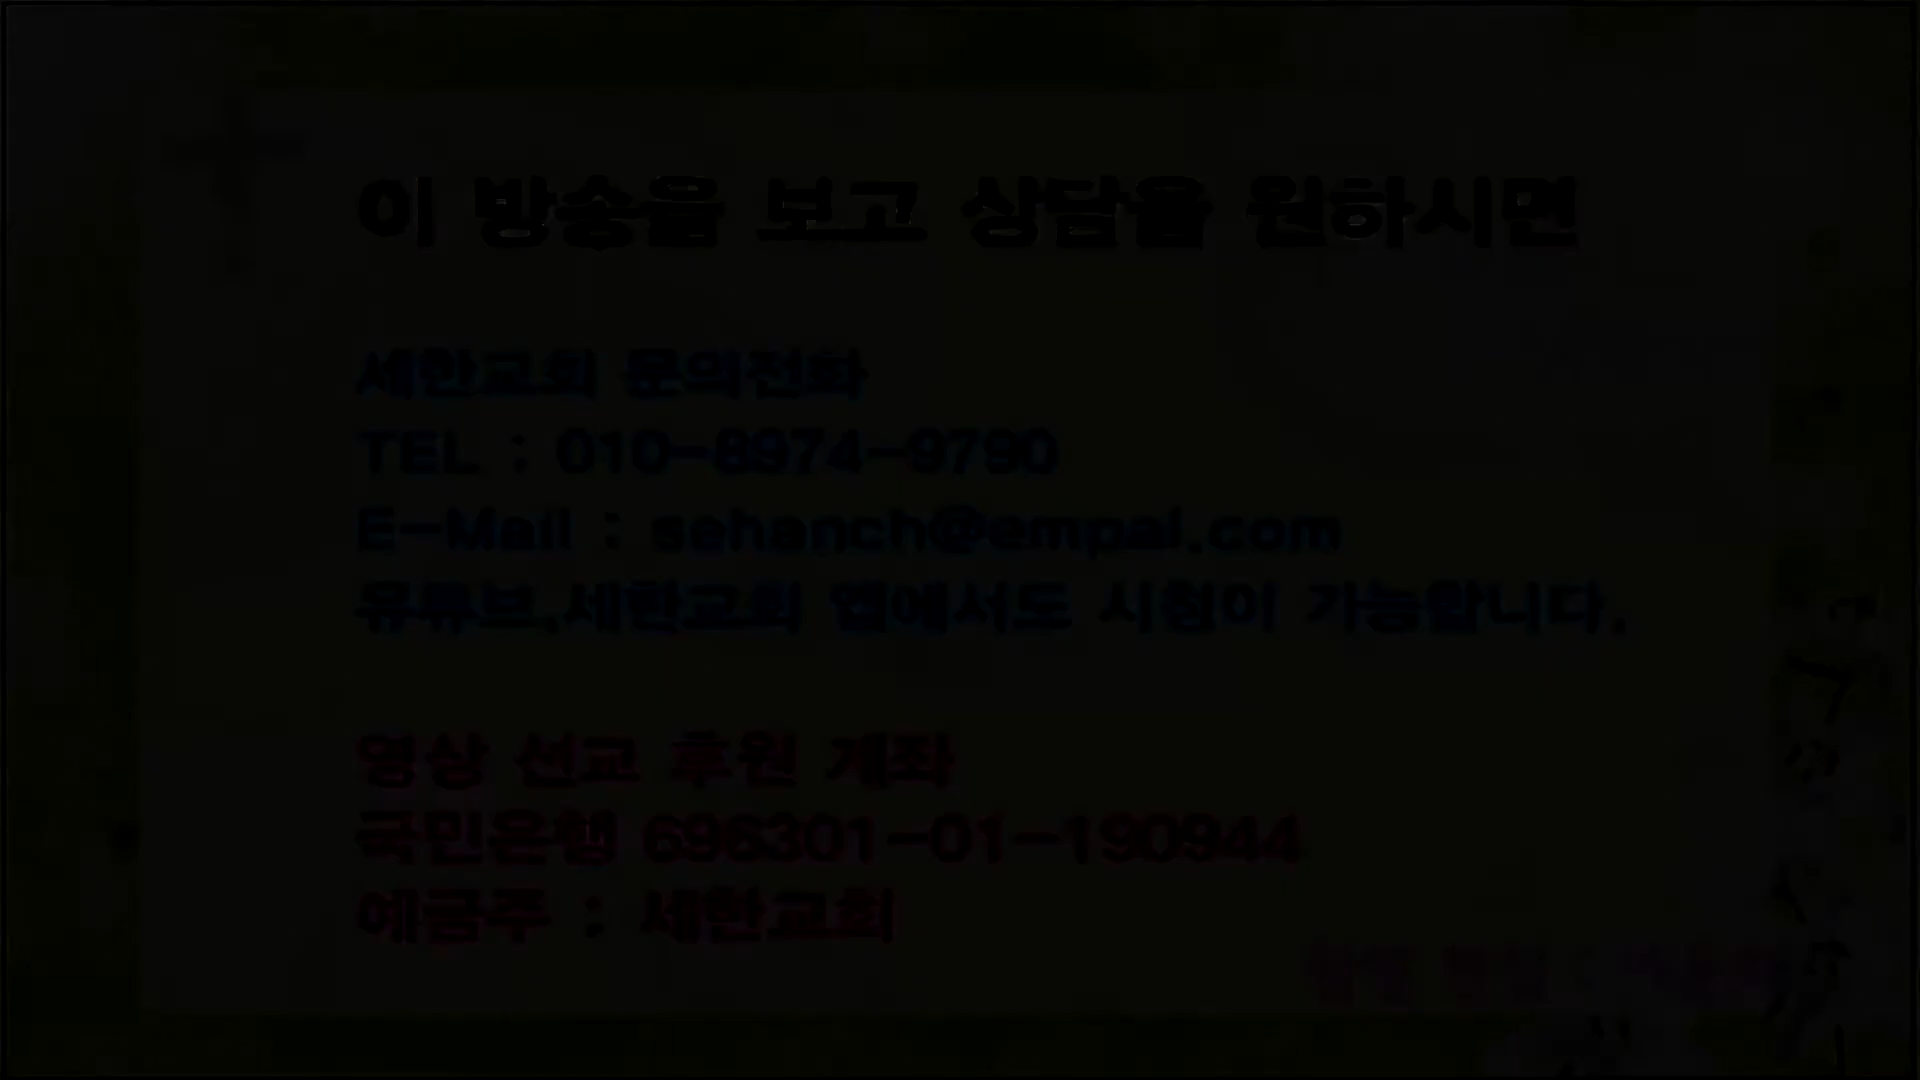 이 방송을 보고 상담을 원하시면
세한교회 문의전화
TEL : 010-8974-9790
E-Mail : sehanch@empal.com
유튜브,세한교회 앱에서도 시청이 가능합니다.
영상 선교 후원 계좌
국민은행 696301-01-190944
예금주 : 세한교회